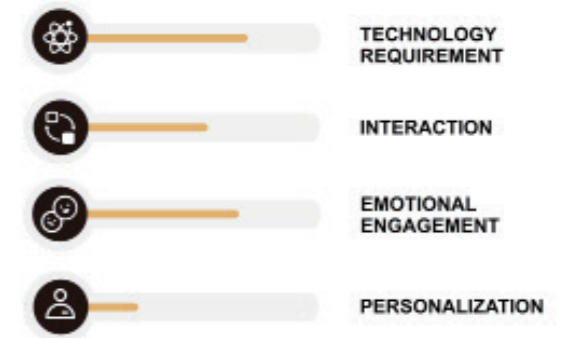 TECHNOLOGY
REQUIREMENT
INTERACTION
EMOTIONAL
ENGAGEMENT
PERSONALIZATION